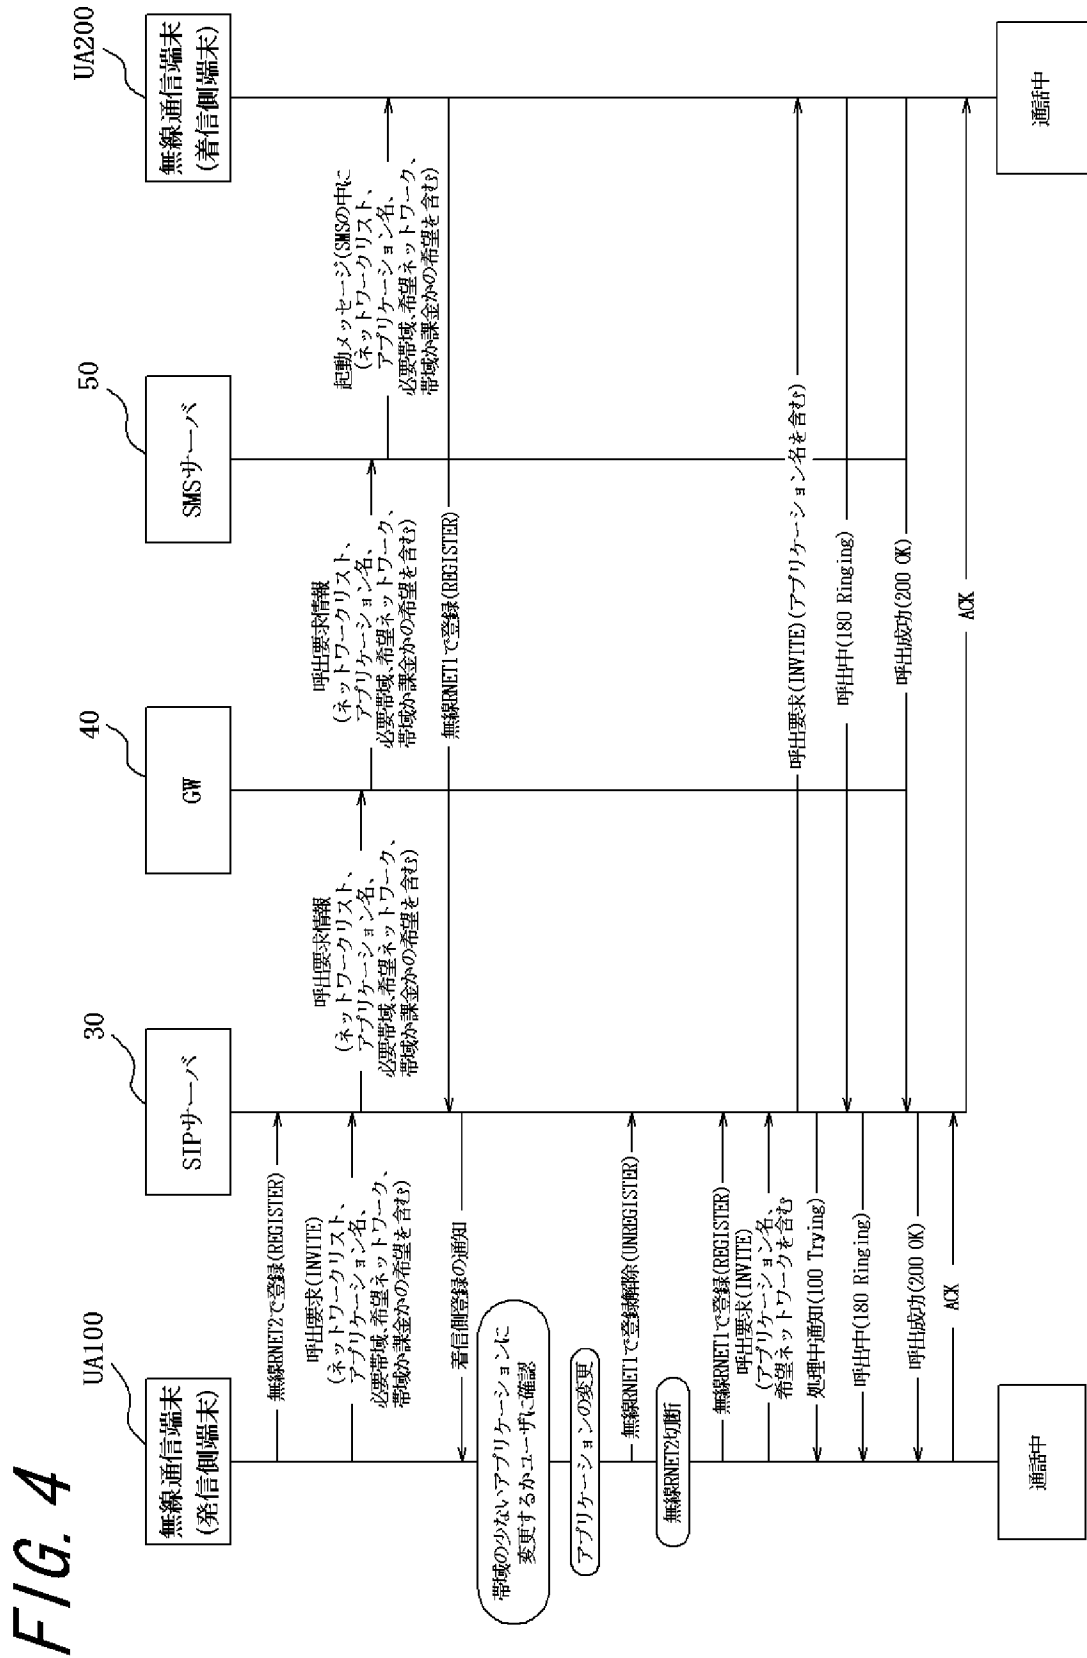 FIG. 4
UA100
無線通信端末
(発信側端末)
30
SIPサーバ
40
GW
50
SMSサーバ
UA200
無線通信端末
(着信側端末)
無線RNET2で登録(REGISTER)
呼出要求(INVITE)
(ネットワークリスト、
アプリケーション名、
必要帯域、希望ネットワーク、
帯域か課金かの希望を含む)
呼出要求情報
(ネットワークリスト、
アプリケーション名、
必要帯域、希望ネットワーク、
帯域か課金かの希望を含む)
呼出要求情報
(ネットワークリスト、
アプリケーション名、
必要帯域、希望ネットワーク、
帯域か課金かの希望を含む)
起動メッセージ(SMSの中に
(ネットワークリスト、
アプリケーション名、
必要帯域、希望ネットワーク、
帯域か課金かの希望を含む)
無線RNET1で登録(REGISTER)
着信側登録の通知
帯域の少ないアプリケーションに
変更するかユーザに確認
アプリケーションの変更
無線RNET1で登録解除(UNREGISTER)
無線RNET2切断
無線RNET1で登録(REGISTER)
呼出要求(INVITE)
(アプリケーション名、
希望ネットワークを含む
呼出要求(INVITE)(アプリケーション名を含む)
処理中通知(100 Trying)
呼出中(180 Ringing)
呼出中(180 Ringing)
呼出成功(200 OK)
呼出成功(200 OK)
ACK
ACK
通話中
通話中